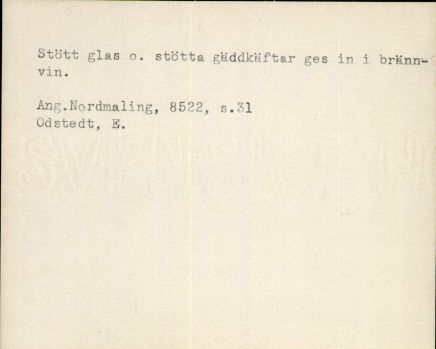 Stött glas o. stötta gäddkäftar ges in i bränn-
vin.
Ang.Nordmaling, 8522, s.31
Odstedt, E.